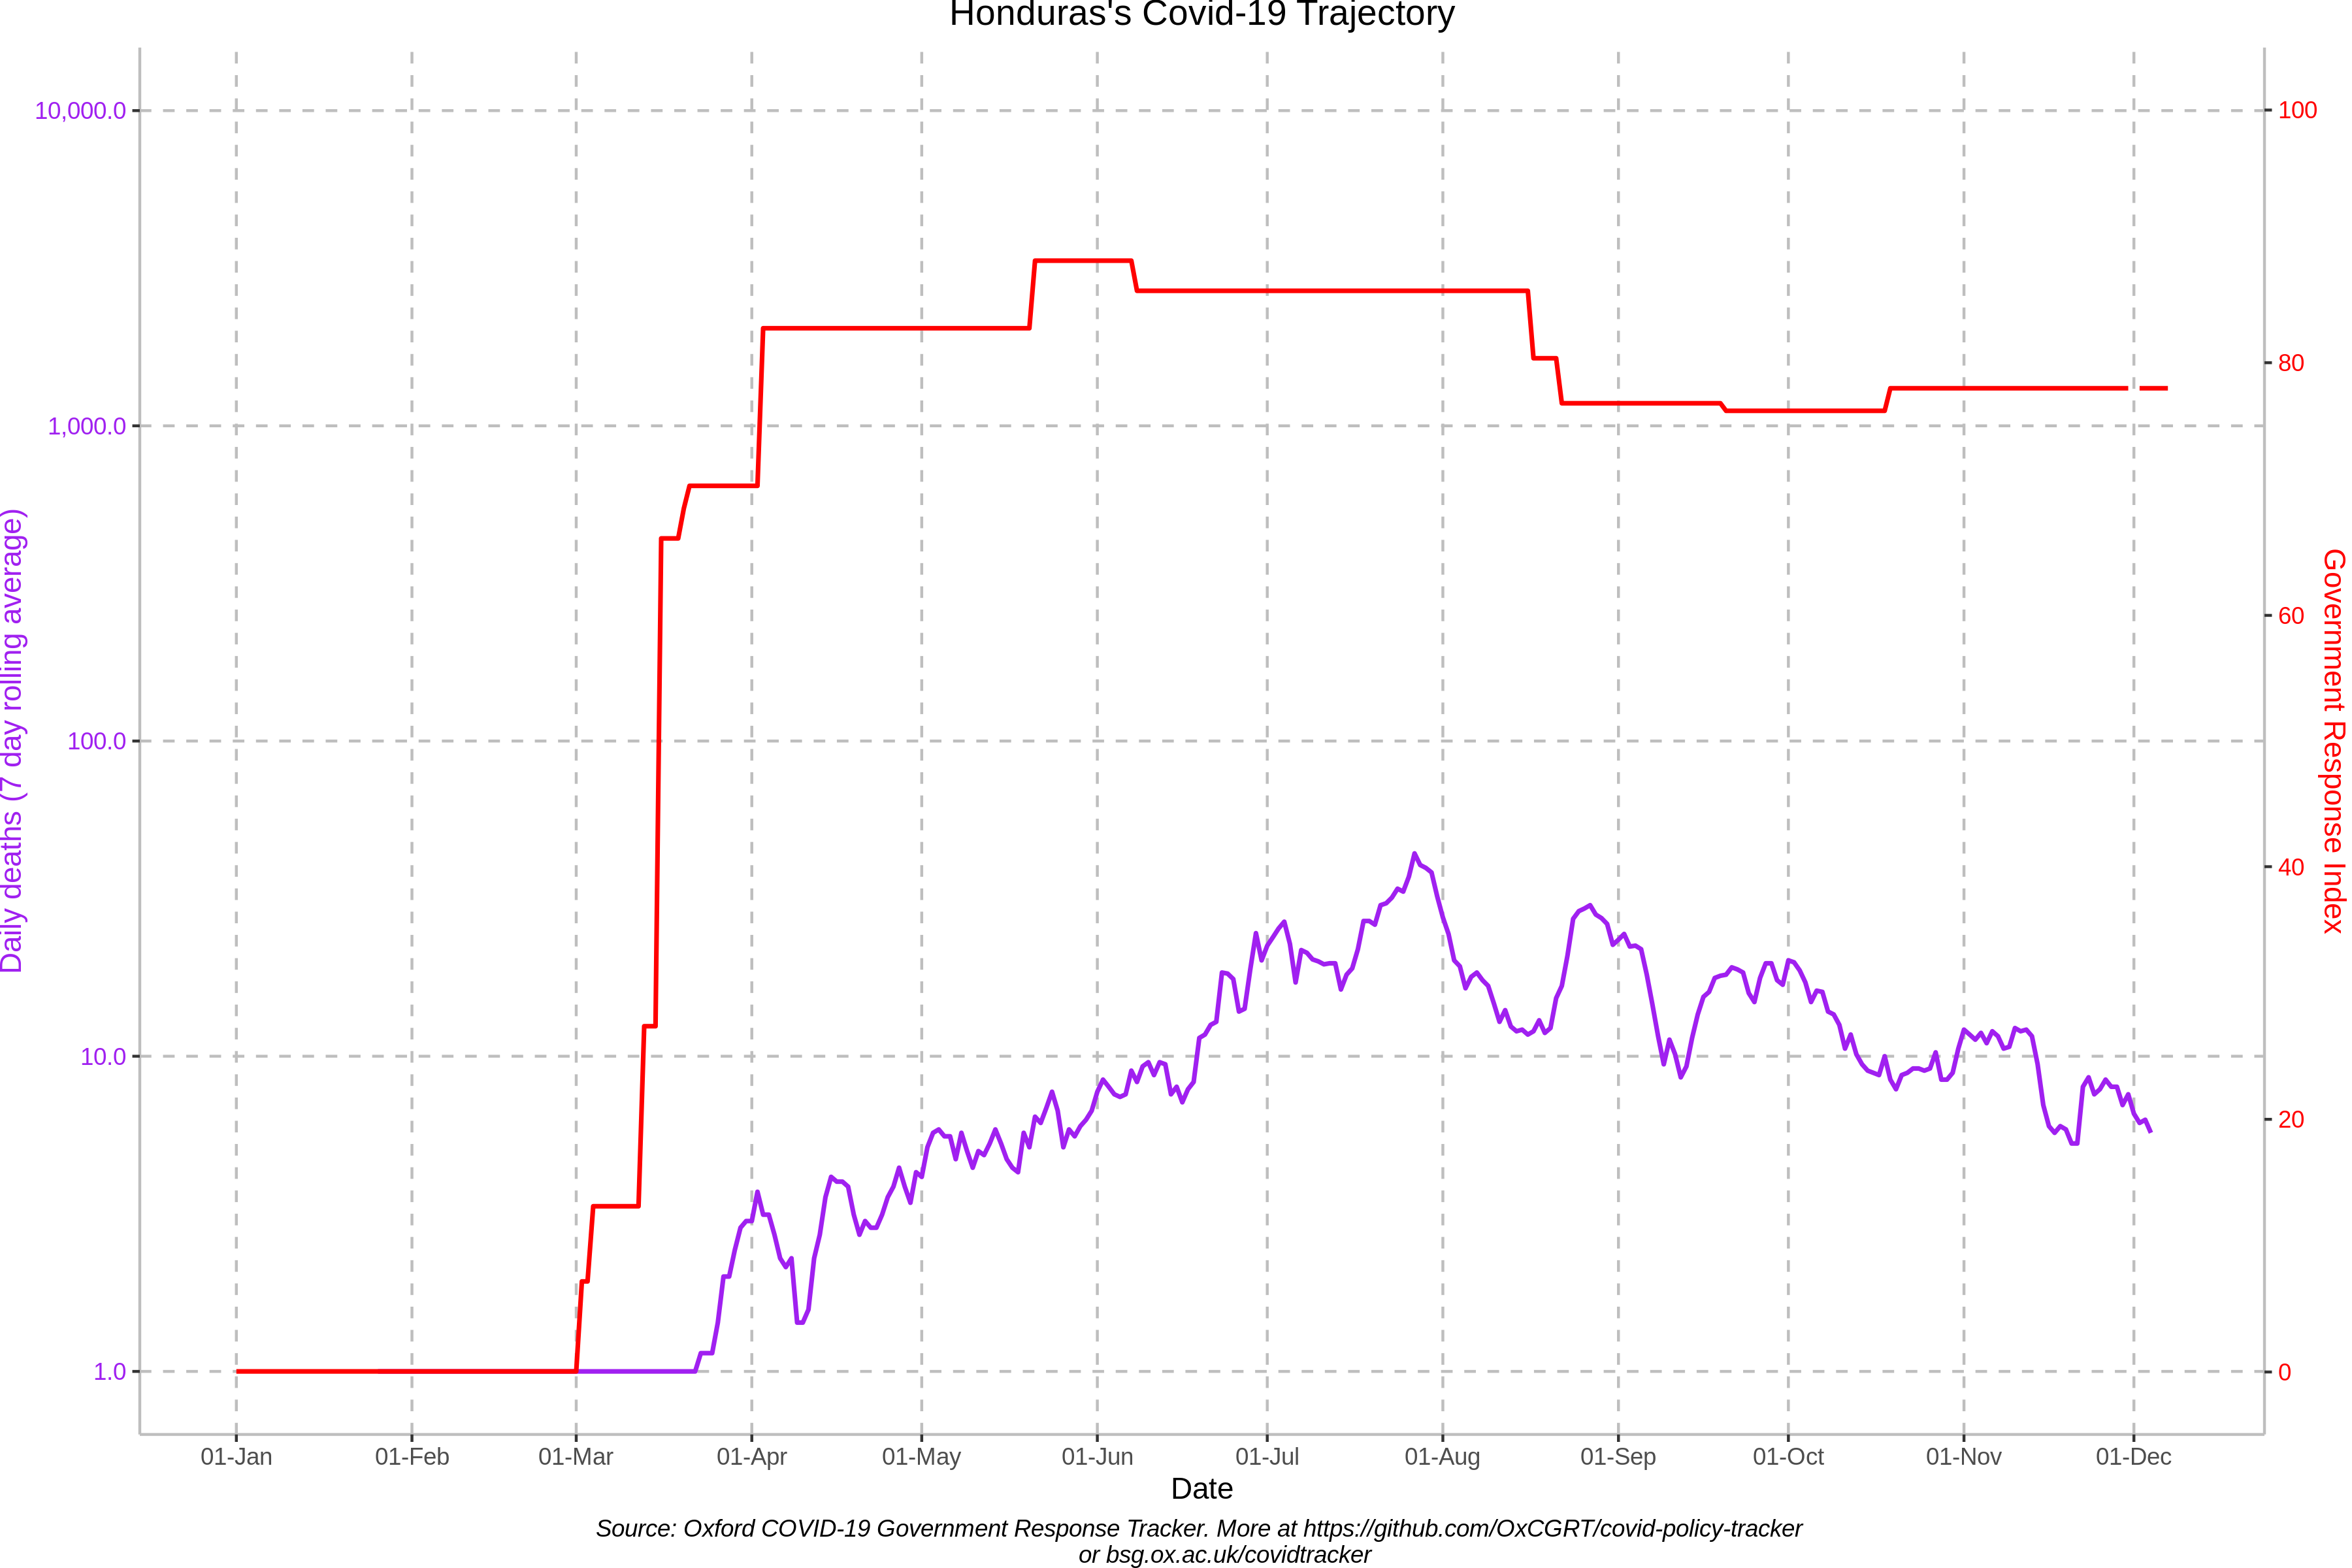 Honduras's Covid-19 Trajectory
10,000.0
1,000.0
100.0
10.0
1.0
Daily deaths (7 day rolling average)
100
80
60
40
20
0
Government Response Index
01-Jan 01-Feb 01-Mar 01-Apr 01-May 01-Jun 01-Jul 01-Aug 01-Sep 01-Oct 01-Nov 01-Dec
Date
Source: Oxford COVID-19 Government Response Tracker. More at https://github.com/OxCGRT/covid-policy-tracker
or bsg.ox.ac.uk/covidtracker